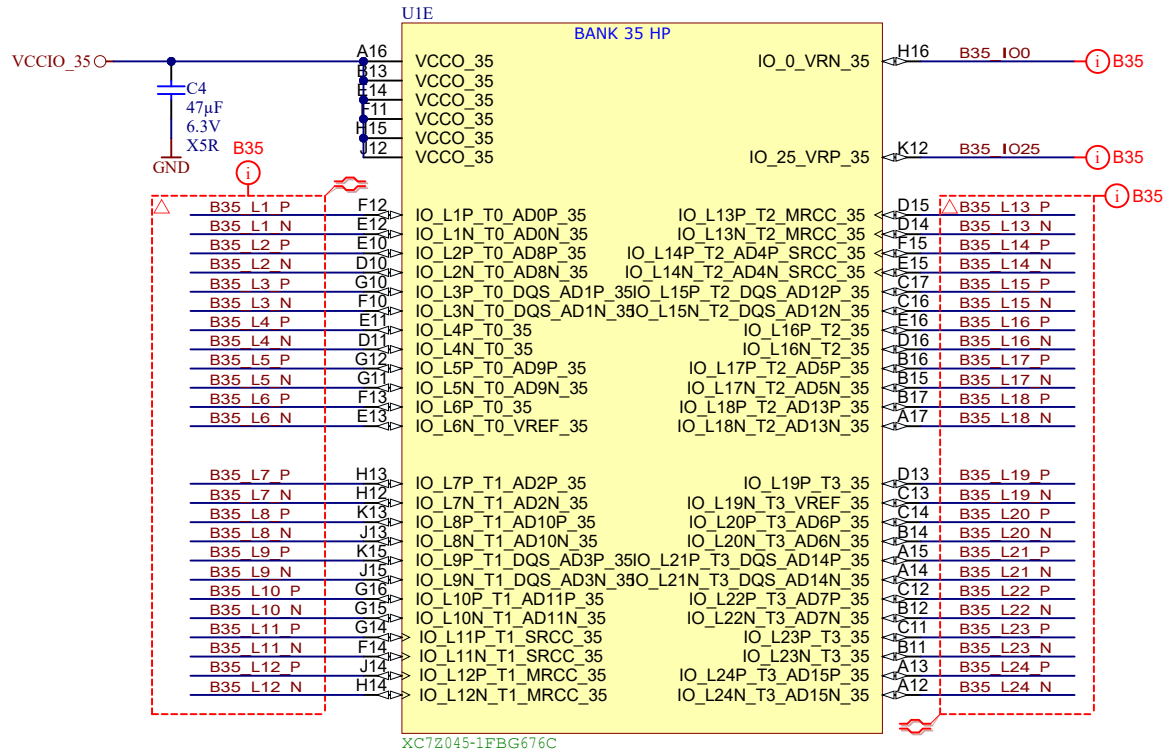 U1E
BANK 35 HP
VCCIO_35
A16 VCCO_35
B13 VCCO_35
E14 VCCO_35
F11 VCCO_35
H15 VCCO_35
J12 VCCO_35
IO_0_VRN_35 H16 B35_IO0 i B35
IO_25_VRP_35 K12 B35_IO25 i B35
C4
47µF
6.3V
X5R
GND
B35
i
i B35
B35_L1_P F12 IO_L1P_T0_AD0P_35 IO_L13P_T2_MRCC_35 D15 B35_L13_P
B35_L1_N E12 IO_L1N_T0_AD0N_35 IO_L13N_T2_MRCC_35 D14 B35_L13_N
B35_L2_P E10 IO_L2P_T0_AD8P_35 IO_L14P_T2_AD4P_SRCC_35 F15 B35_L14_P
B35_L2_N D10 IO_L2N_T0_AD8N_35 IO_L14N_T2_AD4N_SRCC_35 E15 B35_L14_N
B35_L3_P G10 IO_L3P_T0_DQS_AD1P_35 IO_L15P_T2_DQS_AD12P_35 C17 B35_L15_P
B35_L3_N F10 IO_L3N_T0_DQS_AD1N_35 IO_L15N_T2_DQS_AD12N_35 C16 B35_L15_N
B35_L4_P E11 IO_L4P_T0_35 IO_L16P_T2_35 E16 B35_L16_P
B35_L4_N D11 IO_L4N_T0_35 IO_L16N_T2_35 D16 B35_L16_N
B35_L5_P G12 IO_L5P_T0_AD9P_35 IO_L17P_T2_AD5P_35 B16 B35_L17_P
B35_L5_N G11 IO_L5N_T0_AD9N_35 IO_L17N_T2_AD5N_35 B15 B35_L17_N
B35_L6_P F13 IO_L6P_T0_35 IO_L18P_T2_AD13P_35 B17 B35_L18_P
B35_L6_N E13 IO_L6N_T0_VREF_35 IO_L18N_T2_AD13N_35 A17 B35_L18_N
B35_L7_P H13 IO_L7P_T1_AD2P_35 IO_L19P_T3_35 D13 B35_L19_P
B35_L7_N H12 IO_L7N_T1_AD2N_35 IO_L19N_T3_VREF_35 C13 B35_L19_N
B35_L8_P K13 IO_L8P_T1_AD10P_35 IO_L20P_T3_AD6P_35 C14 B35_L20_P
B35_L8_N J13 IO_L8N_T1_AD10N_35 IO_L20N_T3_AD6N_35 B14 B35_L20_N
B35_L9_P K15 IO_L9P_T1_DQS_AD3P_35 IO_L21P_T3_DQS_AD14P_35 A15 B35_L21_P
B35_L9_N J15 IO_L9N_T1_DQS_AD3N_35 IO_L21N_T3_DQS_AD14N_35 A14 B35_L21_N
B35_L10_P G16 IO_L10P_T1_AD11P_35 IO_L22P_T3_AD7P_35 C12 B35_L22_P
B35_L10_N G15 IO_L10N_T1_AD11N_35 IO_L22N_T3_AD7N_35 B12 B35_L22_N
B35_L11_P G14 IO_L11P_T1_SRCC_35 IO_L23P_T3_35 C11 B35_L23_P
B35_L11_N F14 IO_L11N_T1_SRCC_35 IO_L23N_T3_35 B11 B35_L23_N
B35_L12_P J14 IO_L12P_T1_MRCC_35 IO_L24P_T3_AD15P_35 A13 B35_L24_P
B35_L12_N H14 IO_L12N_T1_MRCC_35 IO_L24N_T3_AD15N_35 A12 B35_L24_N
XC7Z045-1FBG676C